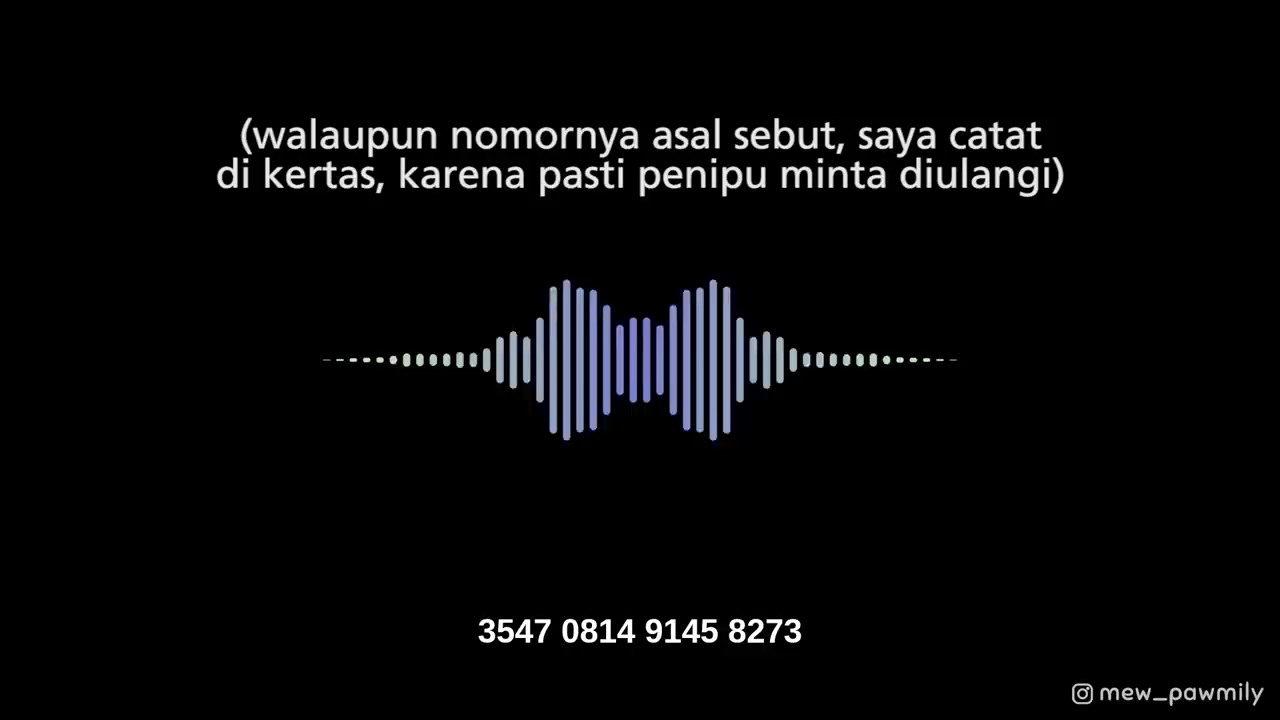 (walaupun nomornya asal sebut, saya catat
di kertas, karena pasti penipu minta diulangi)
3547 0814 9145 8273
mew_pawmily